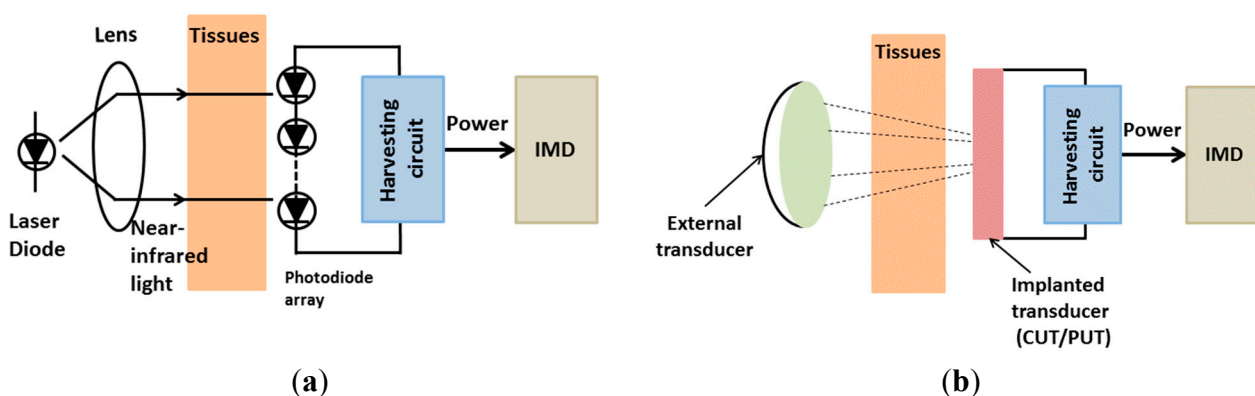 Lens
Tissues
Laser
Diode
Near-
infrared
light
Photodiode
array
Harvesting
circuit
Power
IMD
(a)
Tissues
External
transducer
Implanted
transducer
(CUT/PUT)
Harvesting
circuit
Power
IMD
(b)